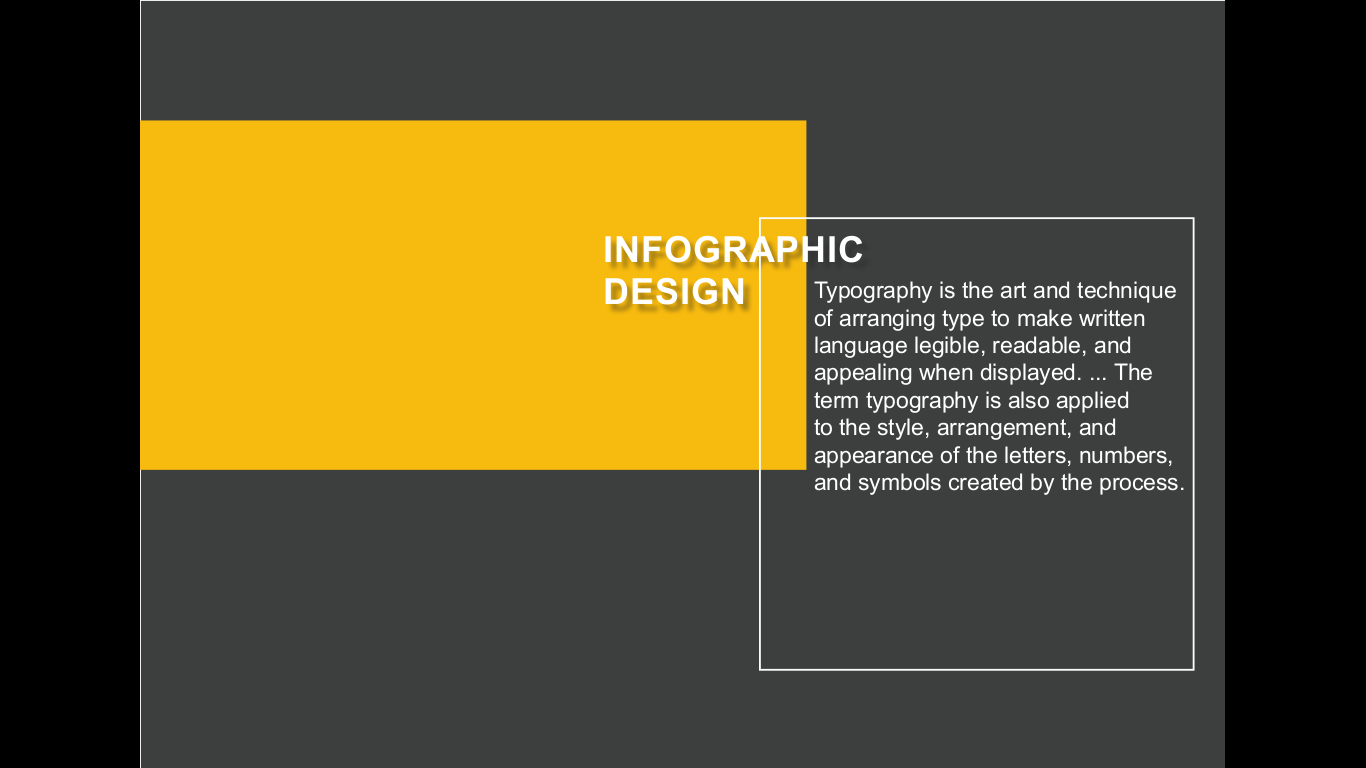 INFOGRAPHIC
DESIGN
Typography is the art and technique
of arranging type to make written
language legible, readable, and
appealing when displayed. ... The
term typography is also applied
to the style, arrangement, and
appearance of the letters, numbers,
and symbols created by the process.